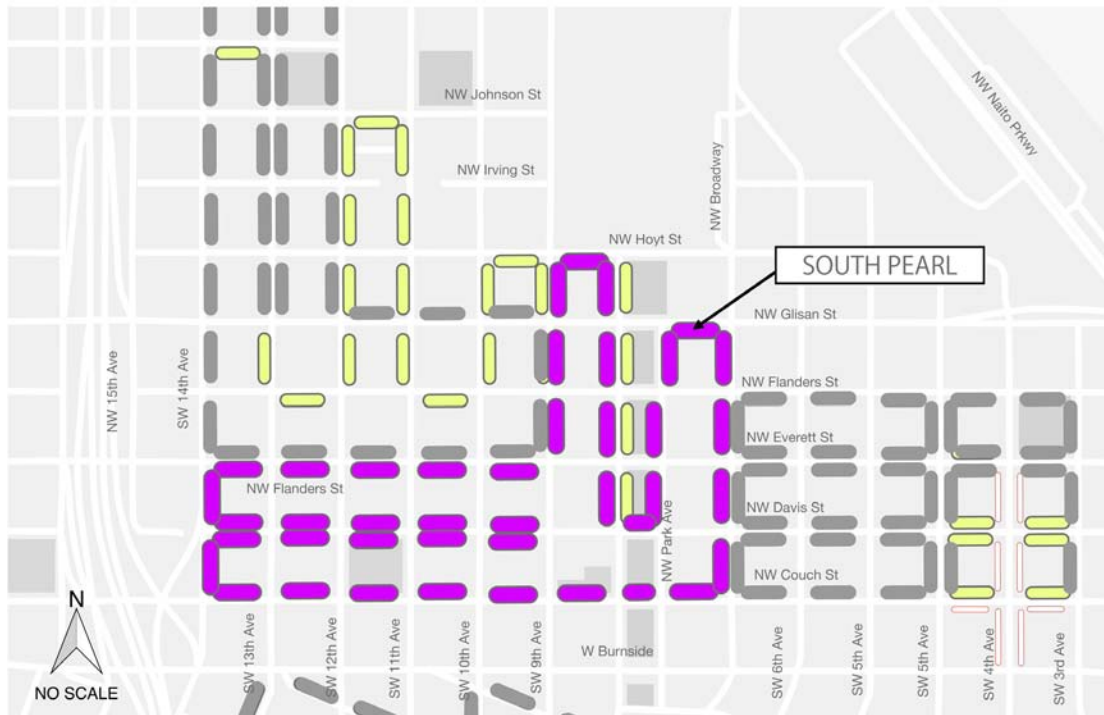 NW Johnson St
NW Naito Prkwy
NW Irving St
NW Broadway
NW Hoyt St
SOUTH PEARL
NW Glisan St
NW 15th Ave
SW 14th Ave
NW Flanders St
NW Everett St
NW Flanders St
NW Davis St
NW Park Ave
NW Couch St
N
NO SCALE
SW 13th Ave
SW 12th Ave
SW 11th Ave
SW 10th Ave
SW 9th Ave
W Burnside
SW 6th Ave
SW 5th Ave
SW 5th Ave
SW 4th Ave
SW 3rd Ave